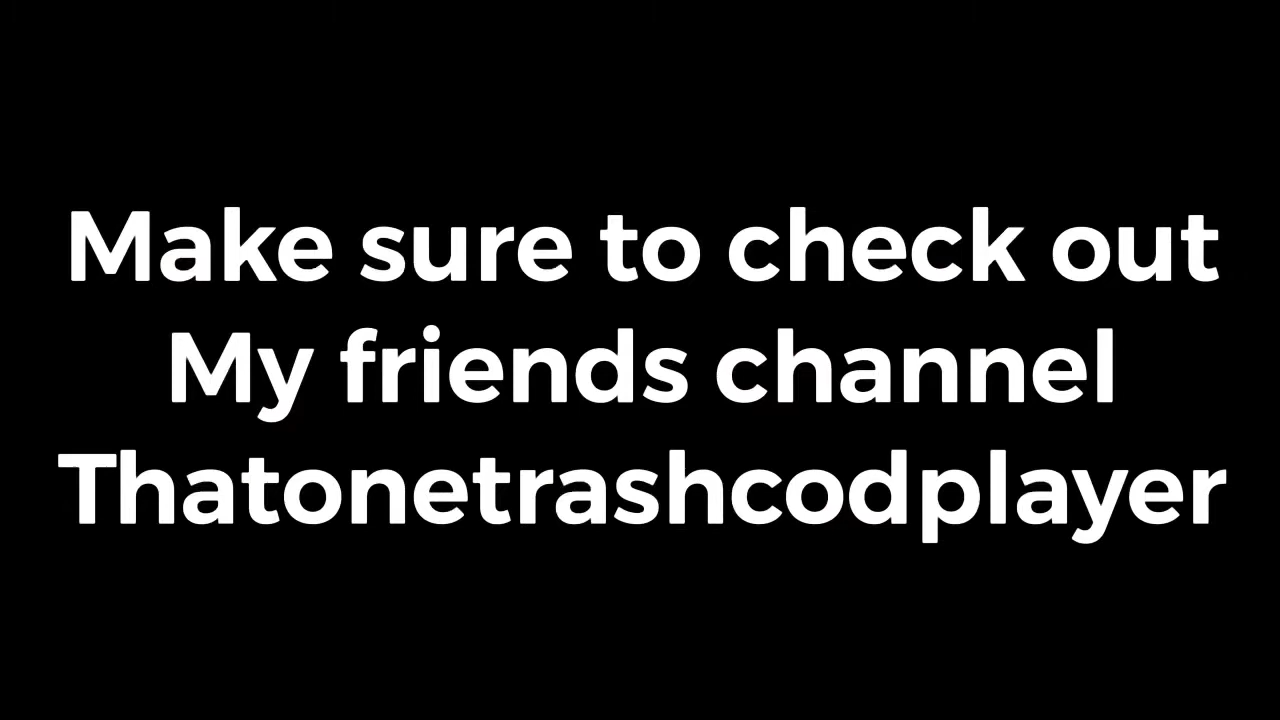 Make sure to check out
My friends channel
Thatonetrashcodplayer